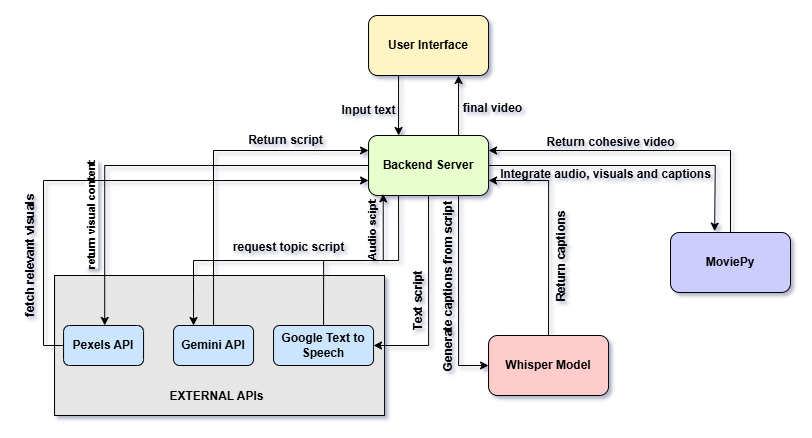 User Interface
Input text
final video
Return script
Backend Server
Return cohesive video
Integrate audio, visuals and captions
return visual content
fetch relevant visuals
Audio scipt
request topic script
Text script
Generate captions from script
Return captions
MoviePy
Pexels API
Gemini API
Google Text to
Speech
Whisper Model
EXTERNAL APIs